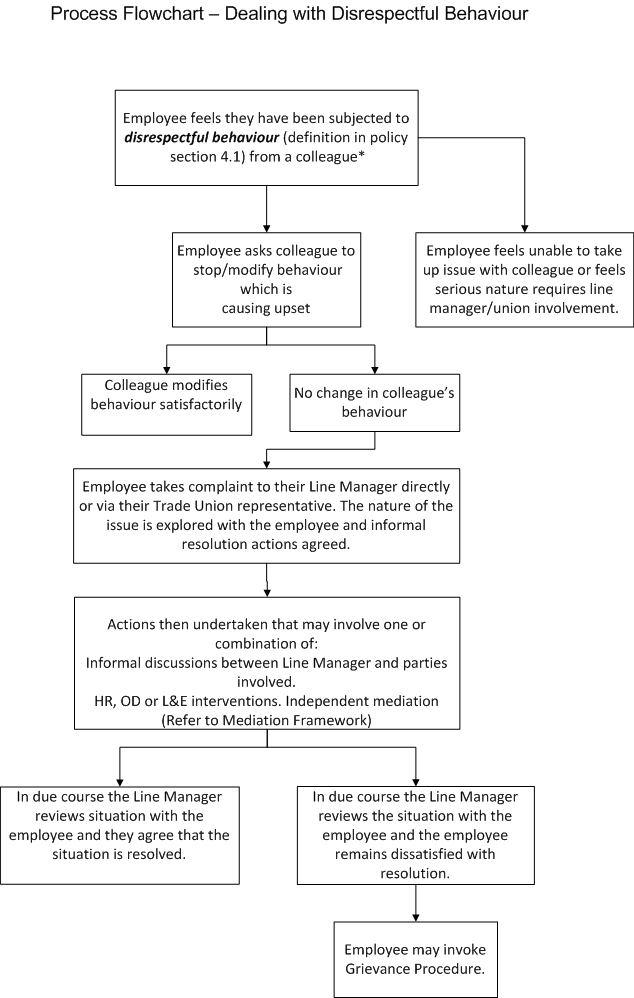 Process Flowchart – Dealing with Disrespectful Behaviour
Employee feels they have been subjected to
disrespectful behaviour (definition in policy
section 4.1) from a colleague*
Employee asks colleague to
stop/modify behaviour
which is
causing upset
Employee feels unable to take
up issue with colleague or feels
serious nature requires line
manager/union involvement.
Colleague modifies
behaviour satisfactorily
No change in colleague’s
behaviour
Employee takes complaint to their Line Manager directly
or via their Trade Union representative. The nature of the
issue is explored with the employee and informal
resolution actions agreed.
Actions then undertaken that may involve one or
combination of:
Informal discussions between Line Manager and parties
involved.
HR, OD or L&E interventions. Independent mediation
(Refer to Mediation Framework)
In due course the Line Manager
reviews situation with the
employee and they agree that the
situation is resolved.
In due course the Line Manager
reviews the situation with the
employee and the employee
remains dissatisfied with
resolution.
Employee may invoke
Grievance Procedure.